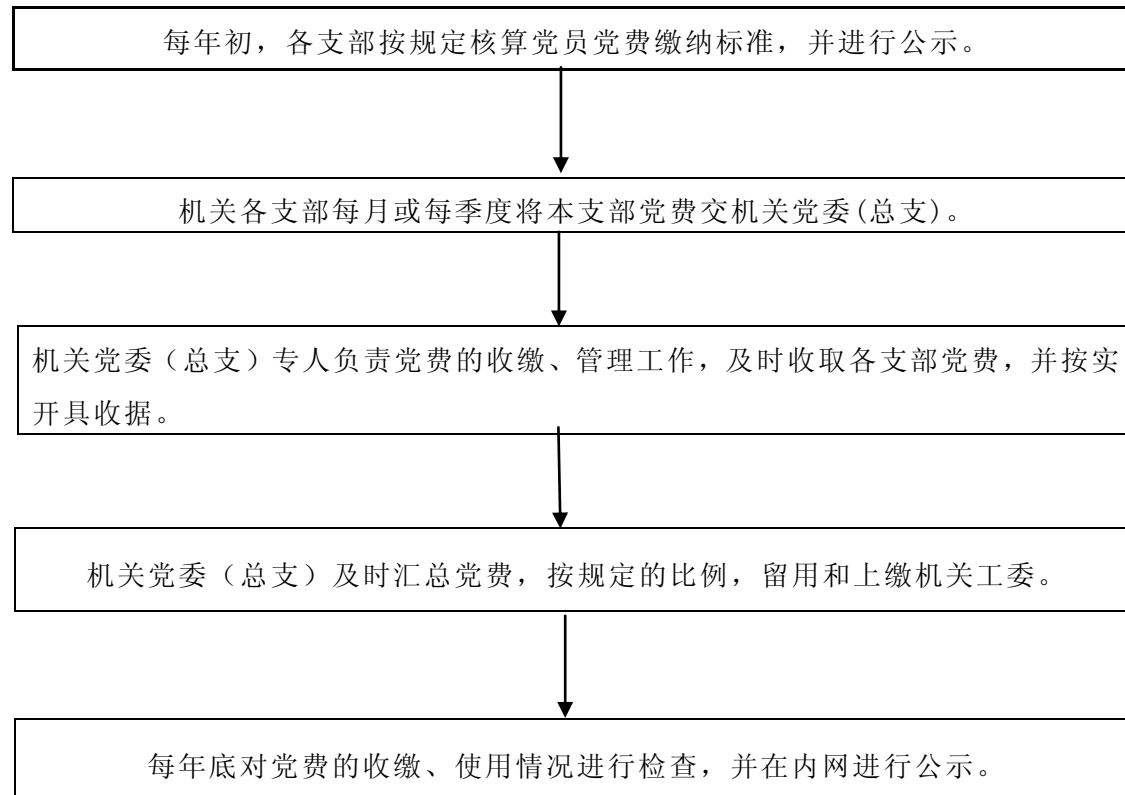 每年初，各支部按规定核算党员党费缴纳标准，并进行公示。
机关各支部每月或每季度将本支部党费交机关党委(总支)。
机关党委（总支）专人负责党费的收缴、管理工作，及时收取各支部党费，并按实
开具收据。
机关党委（总支）及时汇总党费，按规定的比例，留用和上缴机关工委。
每年底对党费的收缴、使用情况进行检查，并在内网进行公示。